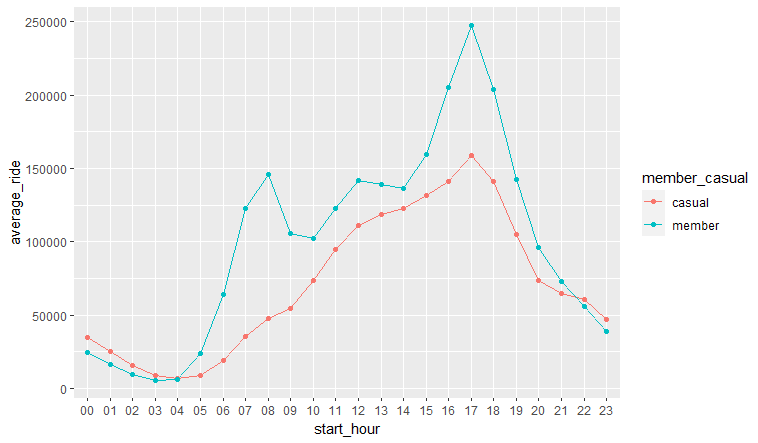 250000
200000
150000
100000
50000
0
average_ride
00 01 02 03 04 05 06 07 08 09 10 11 12 13 14 15 16 17 18 19 20 21 22 23
start_hour
member_casual
casual
member